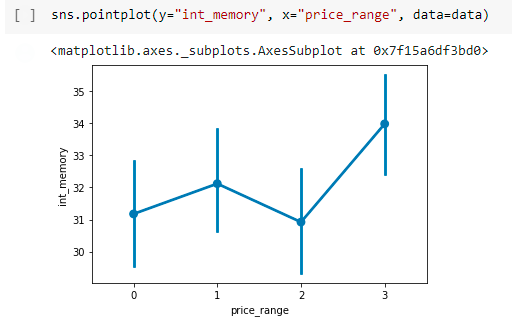 [ ] sns.pointplot(y="int_memory", x="price_range", data=data)
<matplotlib.axes._subplots.AxesSubplot at 0x7f15a6df3bd0>
35
34
33
32
31
30
int_memory
0 1 2 3
price_range